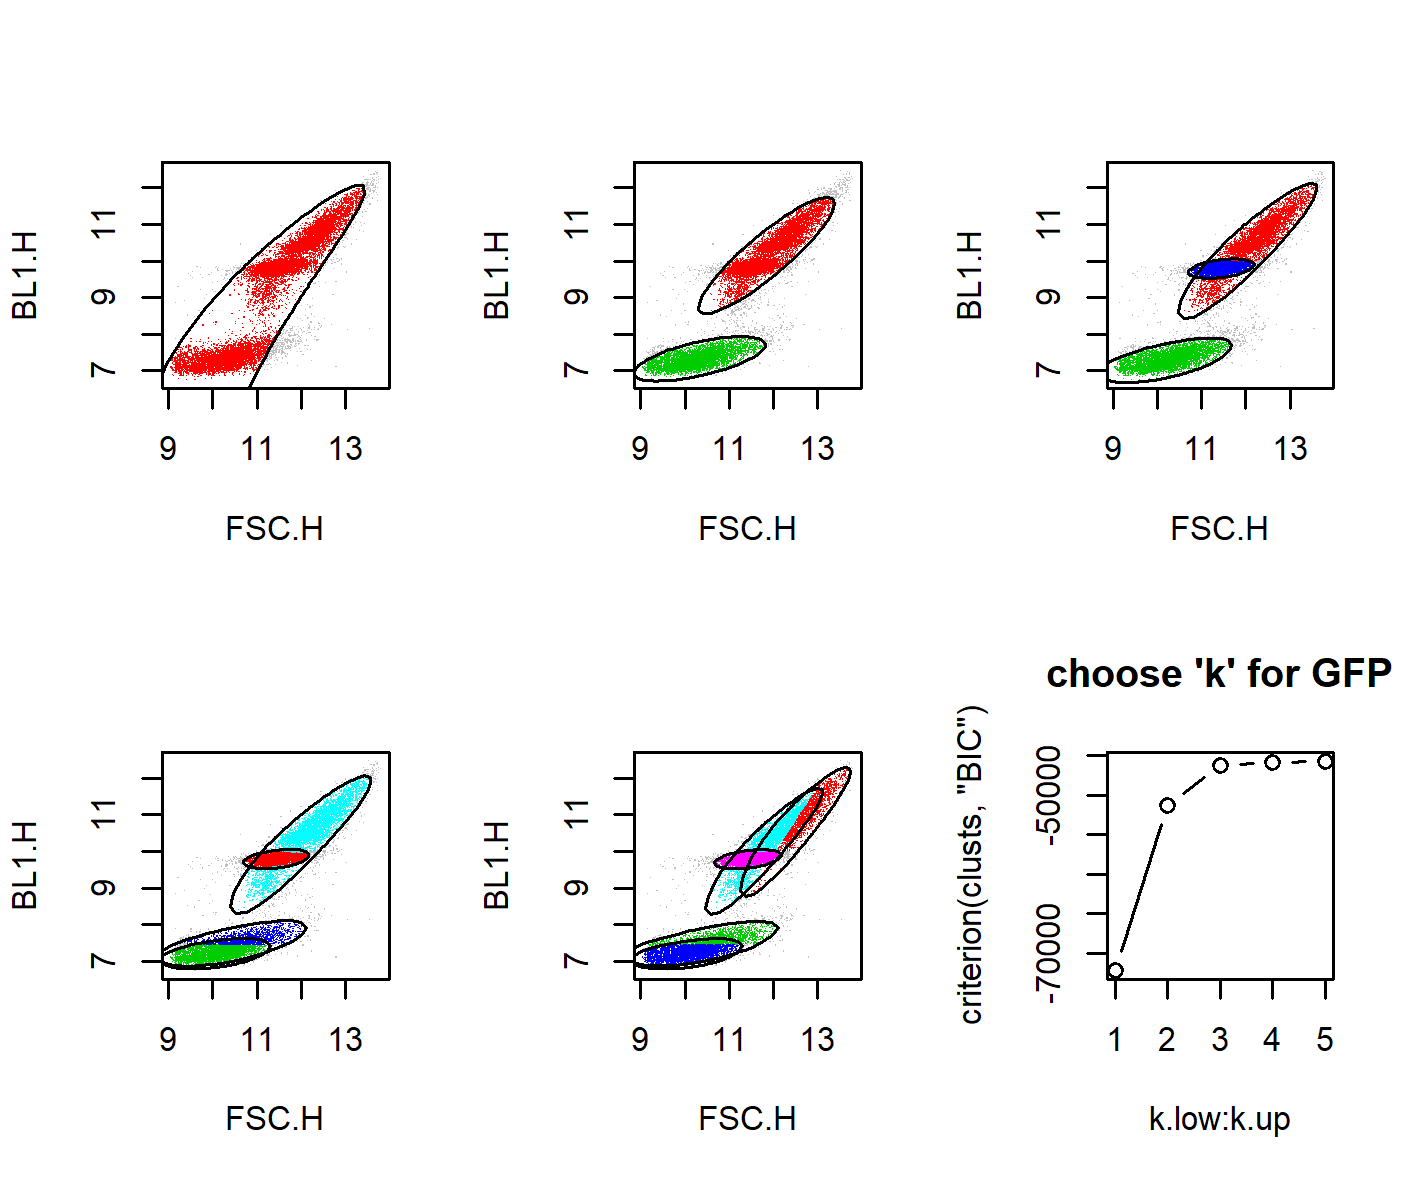 BL1.H
11
9
7
9 11 13
FSC.H
BL1.H
11
9
7
9 11 13
FSC.H
BL1.H
11
9
7
9 11 13
FSC.H
BL1.H
11
9
7
9 11 13
FSC.H
BL1.H
11
9
7
9 11 13
FSC.H
choose 'k' for GFP
criterion(clusts, "BIC")
-50000
-70000
1 2 3 4 5
k.low:k.up